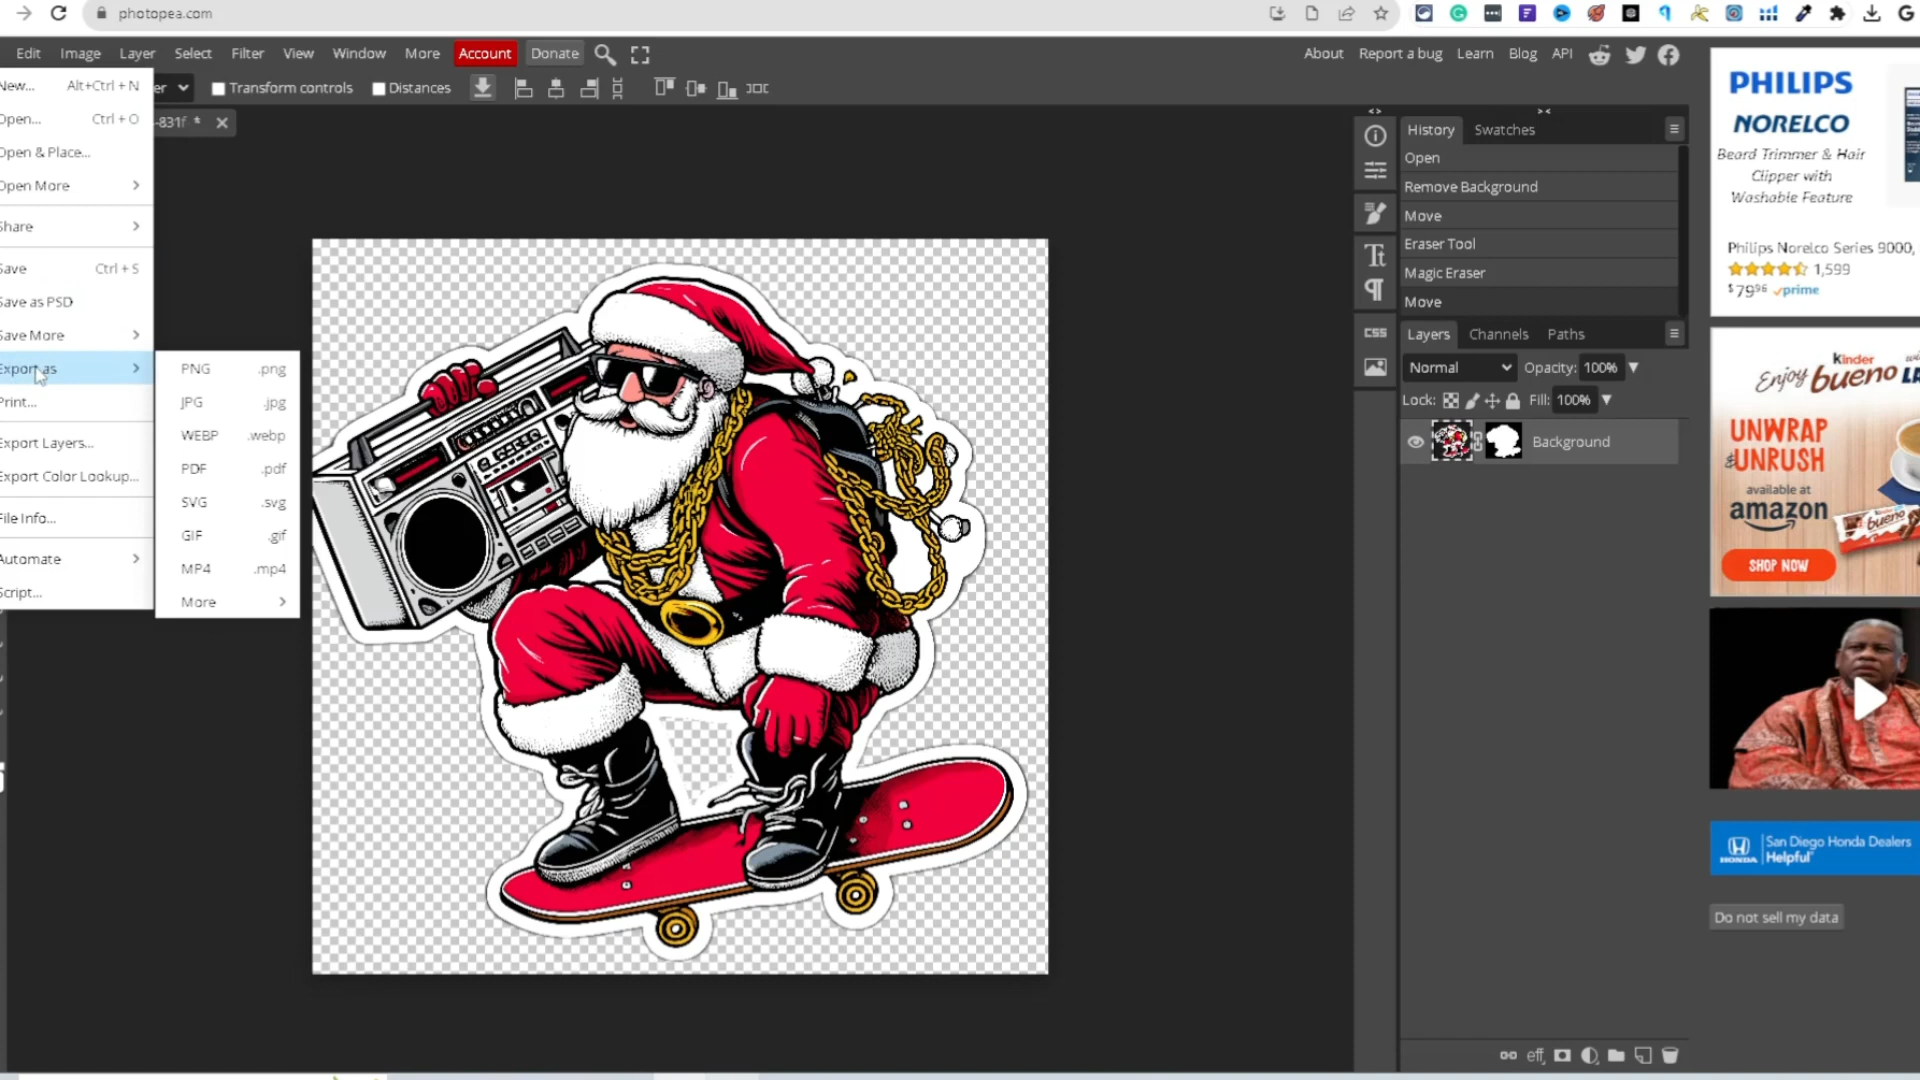 photopea.com
Edit Image Layer Select Filter View Window More Account Donate
About Report a bug Learn Blog API
New... Alt+Ctrl + N
er Transform controls Distances
Open... Ctrl + O
-831f *
Open & Place...
Open More
Share
Save Ctrl + S
Save as PSD
Save More
Export as
Print...
Export Layers...
Export Color Lookup...
File Info...
Automate
Script...
PNG .png
JPG .jpg
WEBP .webp
PDF .pdf
SVG .svg
GIF .gif
MP4 .mp4
More
History Swatches
Open
Remove Background
Move
Eraser Tool
Magic Eraser
Move
CSS
Layers Channels Paths
Normal Opacity: 100%
Lock: Fill: 100%
Background
eff
PHILIPS
NORELCO
Beard Trimmer & Hair
Clipper with
Washable Feature
Philips Norelco Series 9000,
1,599
$79⁹⁶ prime
Kinder
Enjoy bueno
UNWRAP
& UNRUSH
available at
amazon
bueno
SHOP NOW
HONDA
San Diego Honda Dealers
Helpful
Do not sell my data